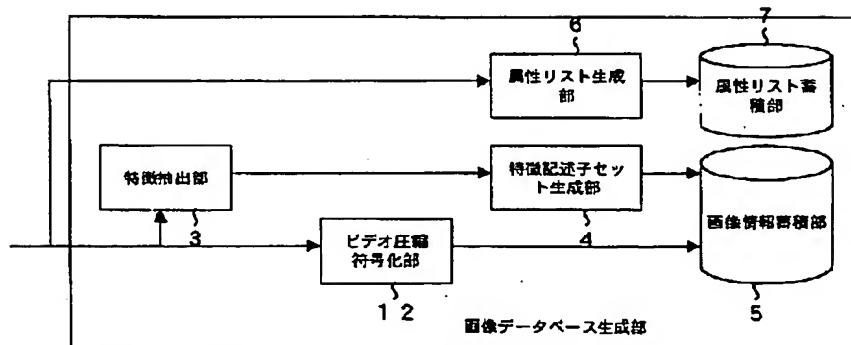 6
7
属性リスト生成
部
属性リスト蓄
積部
特徴抽出部
特徴記述子セッ
ト生成部
3
4
画像情報蓄積部
ビデオ圧縮
符号化部
1 2
5
画像データベース生成部